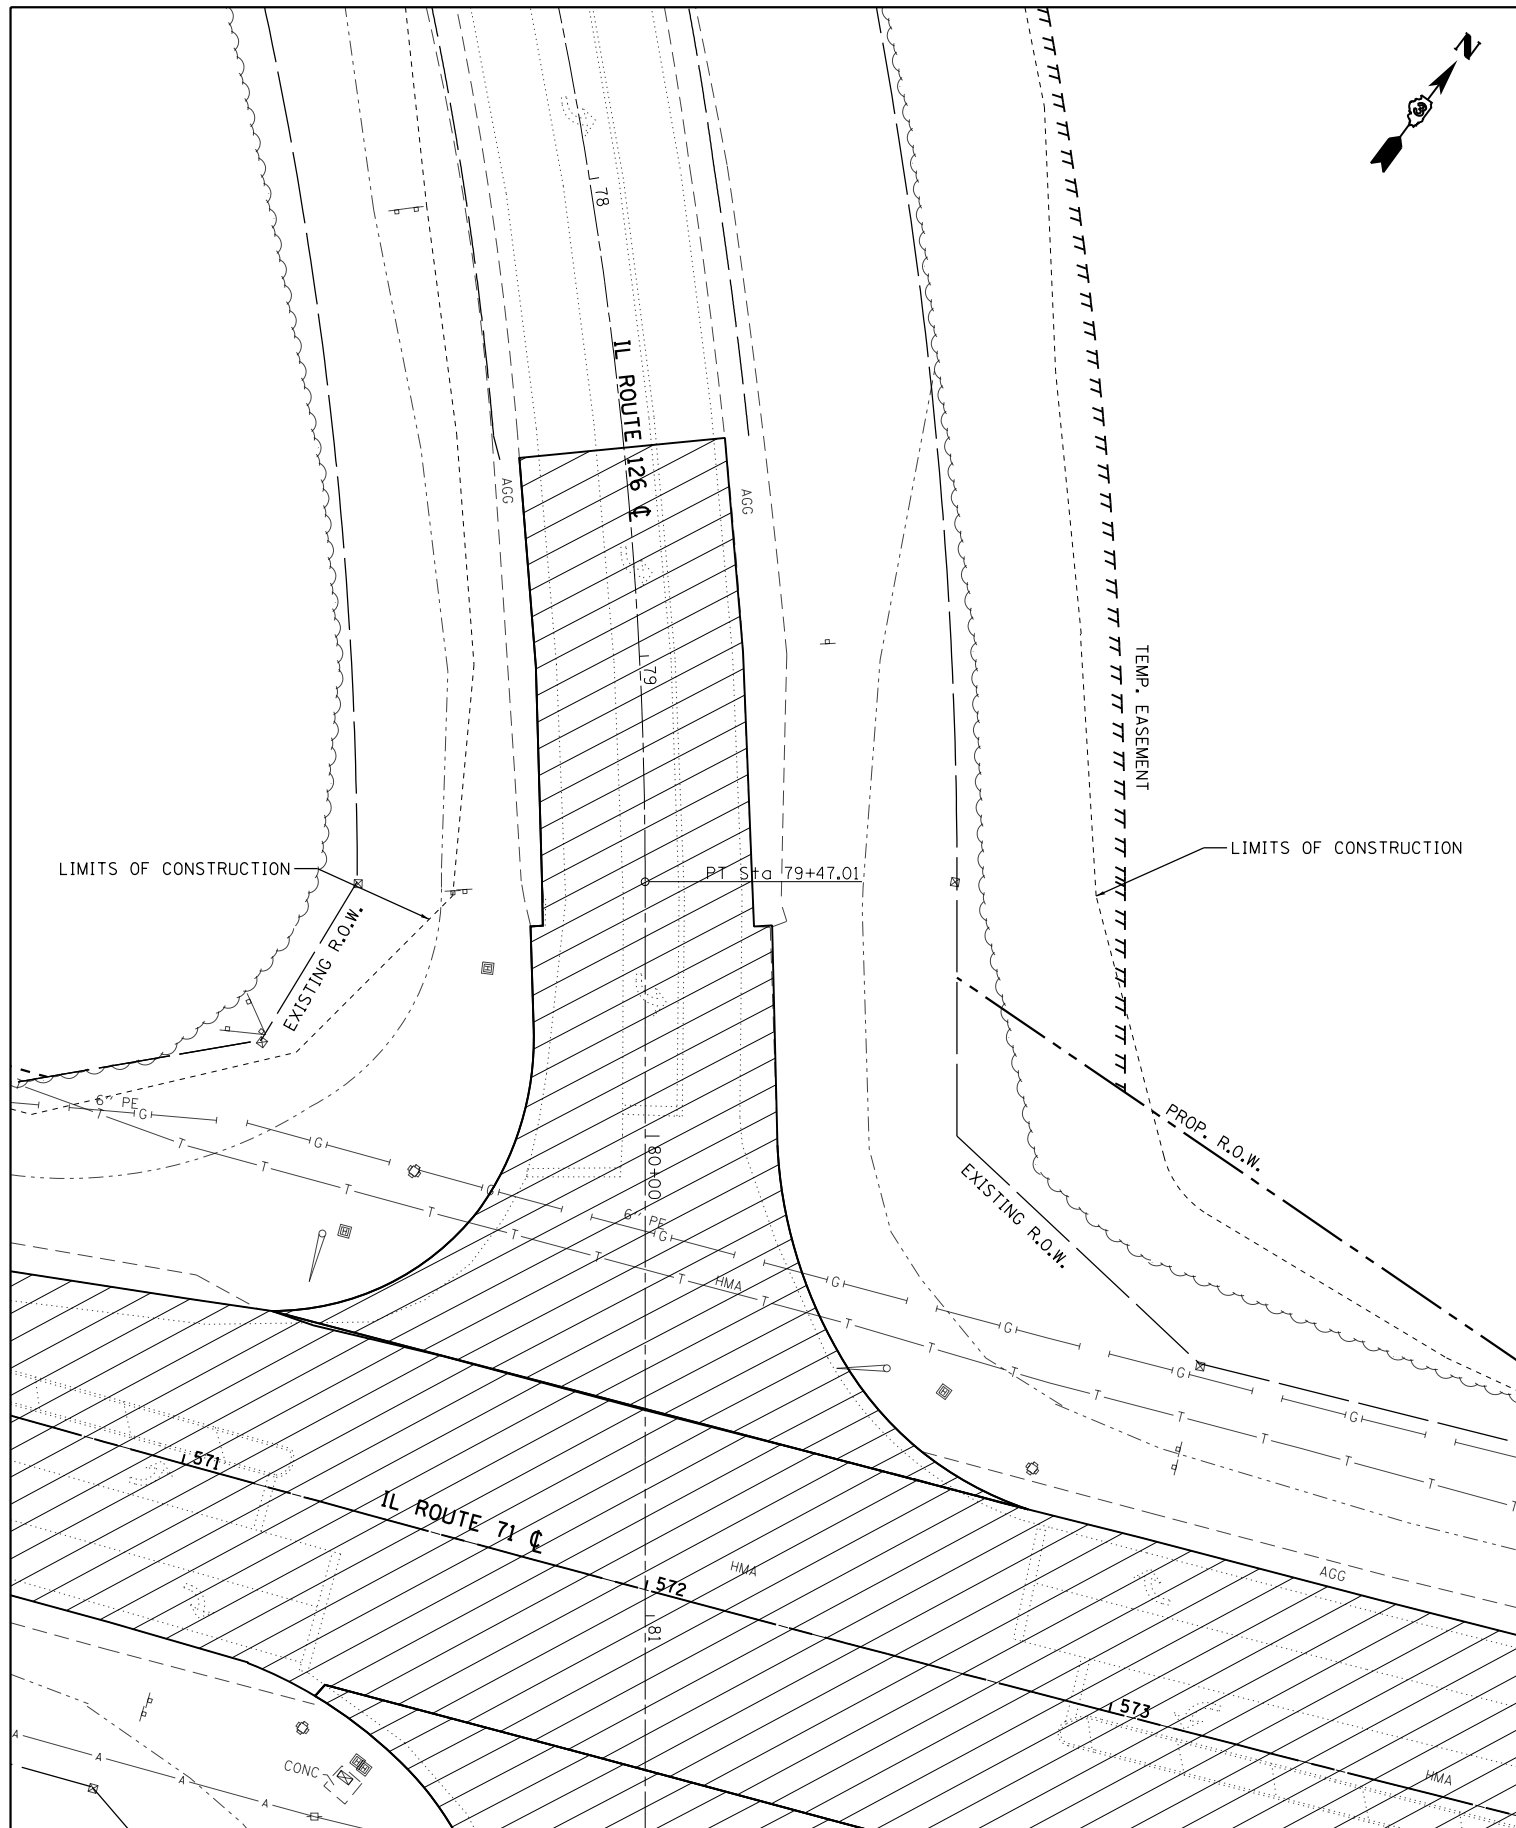 N
3
78
IL ROUTE 126 ℄
AGG
AGG
79
TEMP. EASEMENT
LIMITS OF CONSTRUCTION
PT Sta 79+47.01
LIMITS OF CONSTRUCTION
EXISTING R.O.W.
6" PE
G
T
T
G
80+00
PROP. R.O.W.
EXISTING R.O.W.
T
G
T
T
6" PE
G
T
T
HMA
T
G
T
G
T
G
T
G
T
T
T
T
571
IL ROUTE 71 ℄
HMA
572
AGG
81
573
HMA
A
A
A
A
CONC